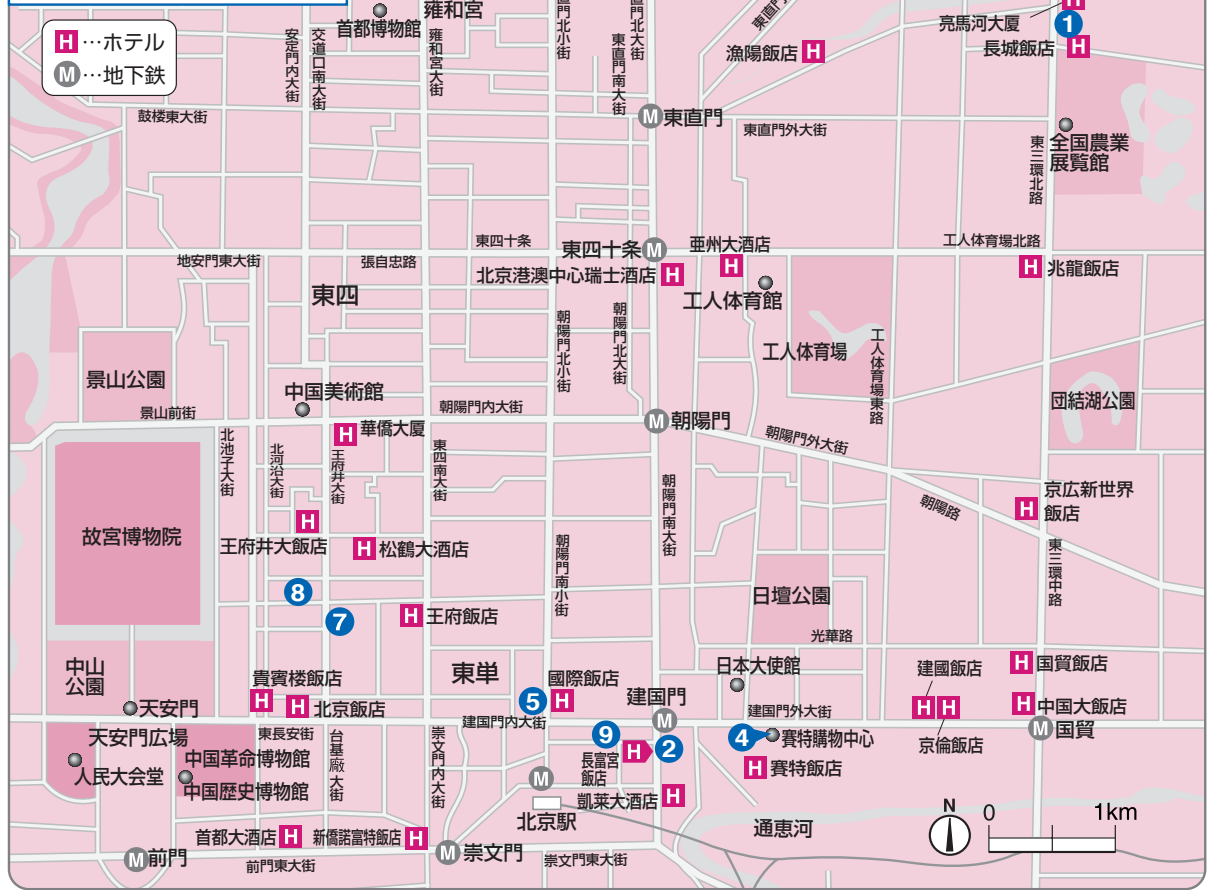 H…ホテル
M…地下鉄
首都博物館
雍和宮
安定門内大街
交道口南大街
雍和宮大街
門北小街
東直門南大街
門北大街
漁陽飯店 H
亮馬河大厦
1
長城飯店 H
鼓楼東大街
M 東直門
東直門外大街
全国農業
展覧館
東三環北路
地安門東大街
張自忠路
東四十条
東四十条 M
亜州大酒店
H
工人体育場北路
北京港澳中心瑞士酒店 H
工人体育館
H 兆龍飯店
東四
朝陽門北小街
朝陽門北大街
工人体育場
工人体育場東路
景山公園
中国美術館
景山前街
朝陽門内大街
団結湖公園
H 華僑大厦
M 朝陽門
朝陽門外大街
北池子大街
北河沿大街
王府井大街
東四南大街
朝陽門南大街
朝陽路
京広新世界
H 飯店
故宮博物院
H
王府井大飯店
H 松鶴大酒店
朝陽門南小街
東三環中路
8
7
H 王府飯店
日壇公園
光華路
中山
公園
貴賓楼飯店
H
H 北京飯店
東単
國際飯店
5 H
建国門
M
日本大使館
建國飯店
H H
京倫飯店
H 国貿飯店
H 中国大飯店
M 国貿
天安門
建国門内大街
建国門外大街
天安門広場
東長安街
台基廠大街
崇文門内大街
9
長富宮
飯店
H
2
4
賽特購物中心
H 賽特飯店
人民大会堂
中国革命博物館
中国歴史博物館
M
北京駅
凱莱大酒店 H
通恵河
首都大酒店 H
新僑諾富特飯店 H
M 前門
前門東大街
M 崇文門
崇文門東大街
N
0 1km